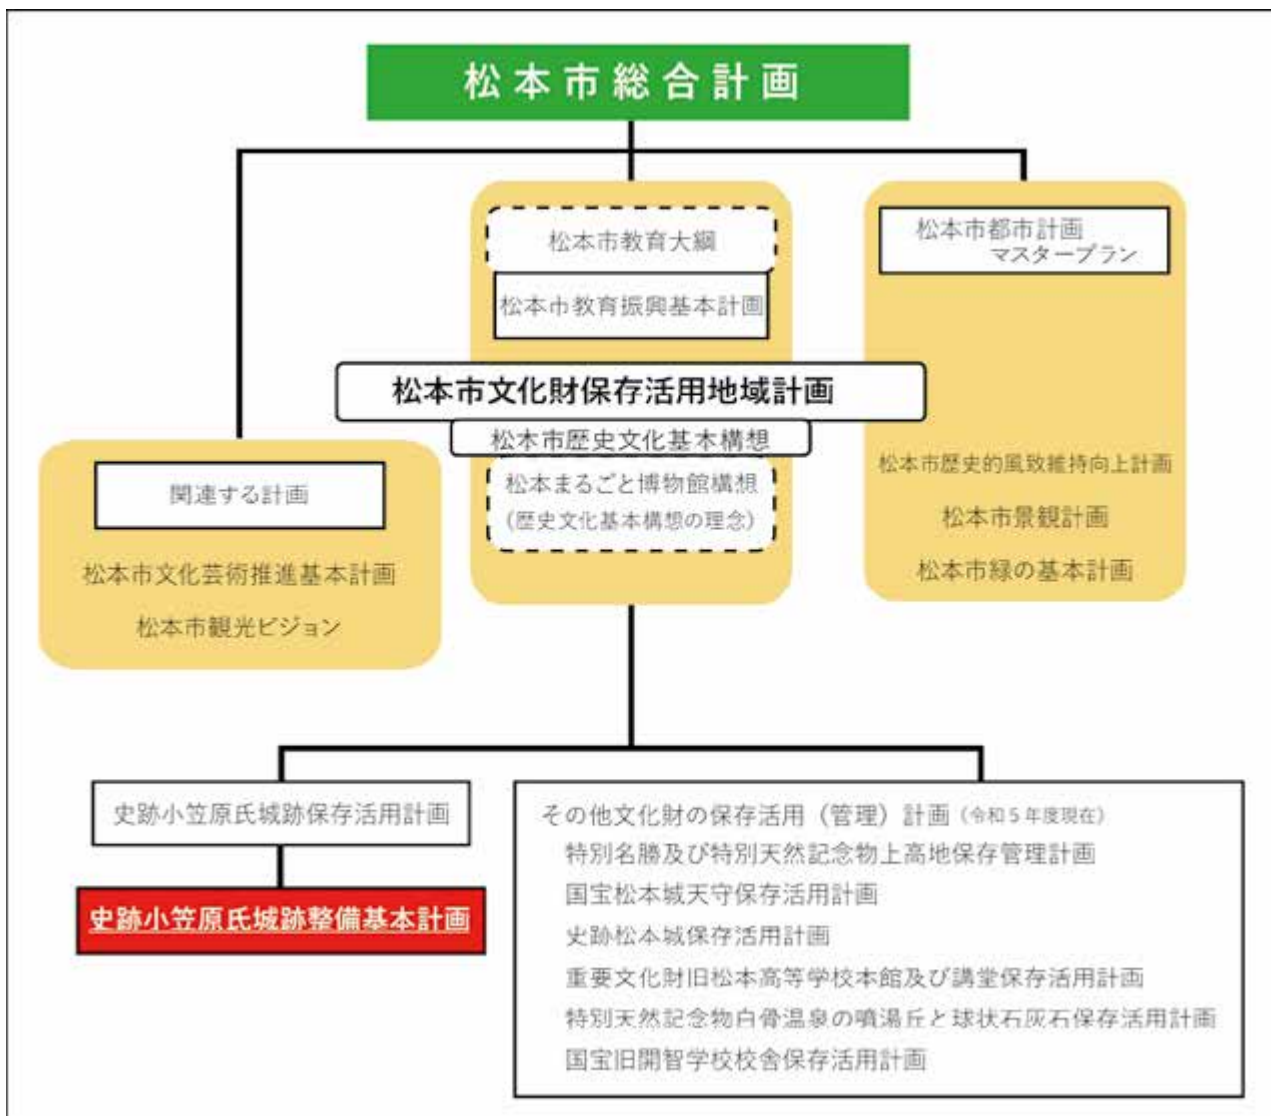 松本市総合計画
松本市教育大綱
松本市教育振興基本計画
松本市都市計画
マスタープラン
松本市文化財保存活用地域計画
松本市歴史文化基本構想
松本まるごと博物館構想
(歴史文化基本構想の理念)
関連する計画
松本市文化芸術推進基本計画
松本市観光ビジョン
松本市歴史的風致維持向上計画
松本市景観計画
松本市緑の基本計画
史跡小笠原氏城跡保存活用計画
史跡小笠原氏城跡整備基本計画
その他文化財の保存活用（管理）計画（令和5年度現在）
特別名勝及び特別天然記念物上高地保存管理計画
国宝松本城天守保存活用計画
史跡松本城保存活用計画
重要文化財旧松本高等学校本館及び講堂保存活用計画
特別天然記念物白骨温泉の噴湯丘と球状石灰石保存活用計画
国宝旧開智学校校舎保存活用計画